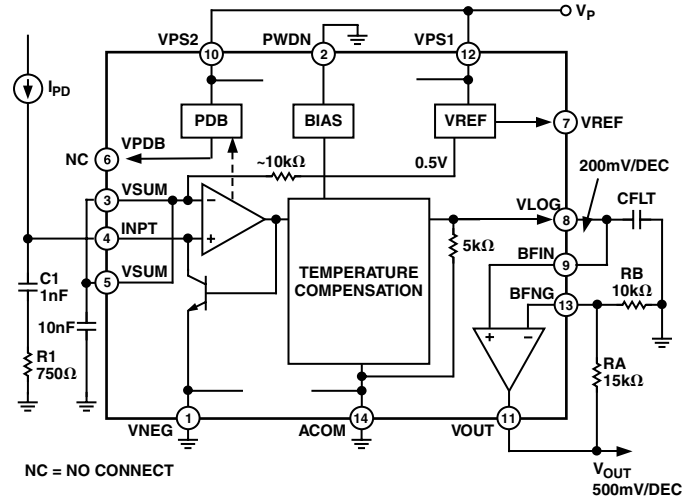 VP
VPS2
PWDN
VPS1
10
2
12
IPD
PDB
BIAS
VREF
7
VREF
VPDB
NC
6
~10kΩ
0.5V
200mV/DEC
3
VSUM
−
VLOG
8
CFLT
4
INPT
+
5kΩ
C1
1nF
5
VSUM
TEMPERATURE
COMPENSATION
BFIN
9
RB
10kΩ
BFNG
13
10nF
+
−
R1
750Ω
RA
15kΩ
1
14
11
VNEG
ACOM
VOUT
VOUT
500mV/DEC
NC = NO CONNECT